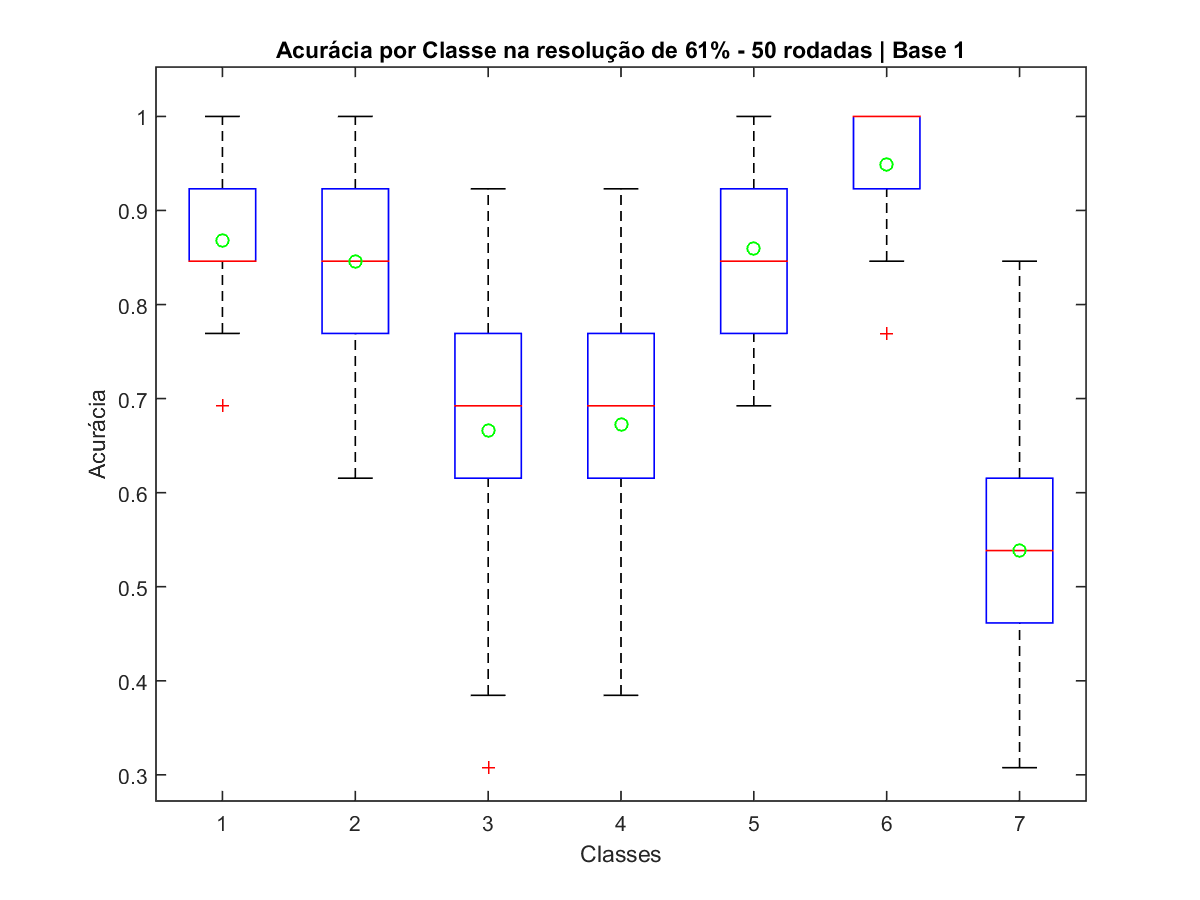 Acurácia por Classe na resolução de 61% - 50 rodadas | Base 1
1
0.9
0.8
0.7
0.6
0.5
0.4
0.3
Acurácia
1 2 3 4 5 6 7
Classes